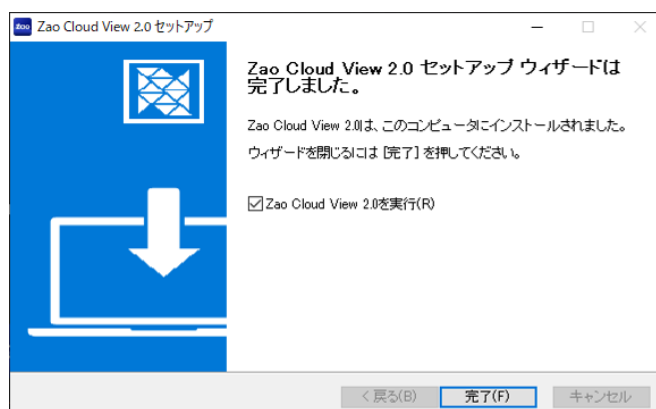 zao Zao Cloud View 2.0 セットアップ
Zao Cloud View 2.0 セットアップ ウィザードは
完了しました。
Zao Cloud View 2.0は、このコンピュータにインストールされました。
ウィザードを閉じるには [完了] を押してください。
Zao Cloud View 2.0を実行(R)
< 戻る(B) 完了(F) キャンセル